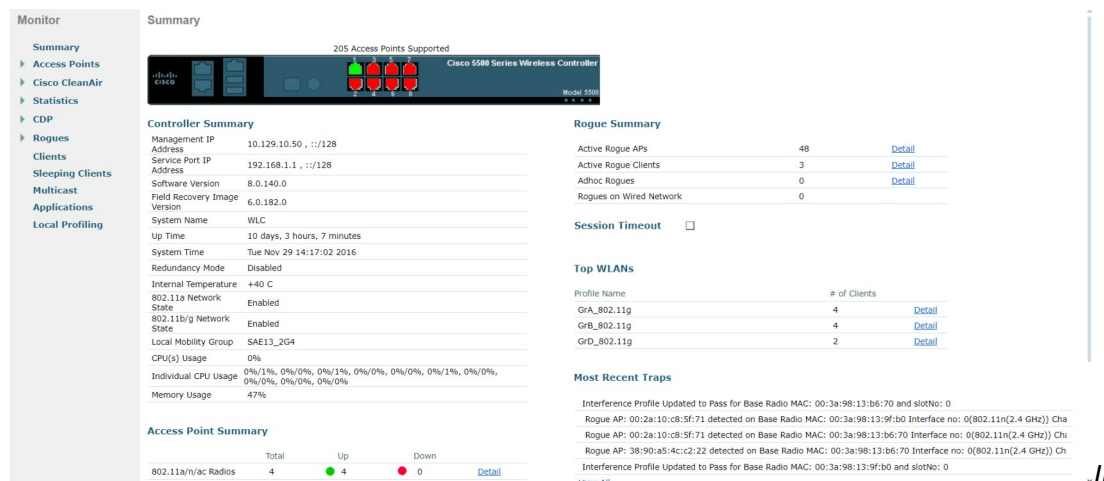 Monitor
Summary
Access Points
Cisco CleanAir
Statistics
CDP
Rogues
Clients
Sleeping Clients
Multicast
Applications
Local Profiling
Summary
205 Access Points Supported
1 3 5 7
Cisco 5500 Series Wireless Controller
CISCO
2 4 6 8
Model 5508
Controller Summary
Management IP
Address 10.129.10.50 , ::/128
Service Port IP
Address 192.168.1.1 , ::/128
Software Version 8.0.140.0
Field Recovery Image
Version 6.0.182.0
System Name WLC
Up Time 10 days, 3 hours, 7 minutes
System Time Tue Nov 29 14:17:02 2016
Redundancy Mode Disabled
Internal Temperature +40 C
802.11a Network
State Enabled
802.11b/g Network
State Enabled
Local Mobility Group SAE13_2G4
CPU(s) Usage 0%
Individual CPU Usage 0%/1%, 0%/0%, 0%/1%, 0%/0%, 0%/0%, 0%/1%, 0%/0%,
0%/0%, 0%/0%, 0%/0%
Memory Usage 47%
Access Point Summary
Total Up Down
802.11a/n/ac Radios 4 4 0 Detail
Rogue Summary
Active Rogue APs 48 Detail
Active Rogue Clients 3 Detail
Adhoc Rogues 0 Detail
Rogues on Wired Network 0
Session Timeout
Top WLANs
Profile Name # of Clients
GrA_802.11g 4 Detail
GrB_802.11g 4 Detail
GrD_802.11g 2 Detail
Most Recent Traps
Interference Profile Updated to Pass for Base Radio MAC: 00:3a:98:13:b6:70 and slotNo: 0
Rogue AP: 00:2a:10:c8:5f:71 detected on Base Radio MAC: 00:3a:98:13:9f:b0 Interface no: 0(802.11n(2.4 GHz)) Cha
Rogue AP: 00:2a:10:c8:5f:71 detected on Base Radio MAC: 00:3a:98:13:b6:70 Interface no: 0(802.11n(2.4 GHz)) Cha
Rogue AP: 38:90:a5:4c:c2:22 detected on Base Radio MAC: 00:3a:98:13:b6:70 Interface no: 0(802.11n(2.4 GHz)) Ch
Interference Profile Updated to Pass for Base Radio MAC: 00:3a:98:13:9f:b0 and slotNo: 0